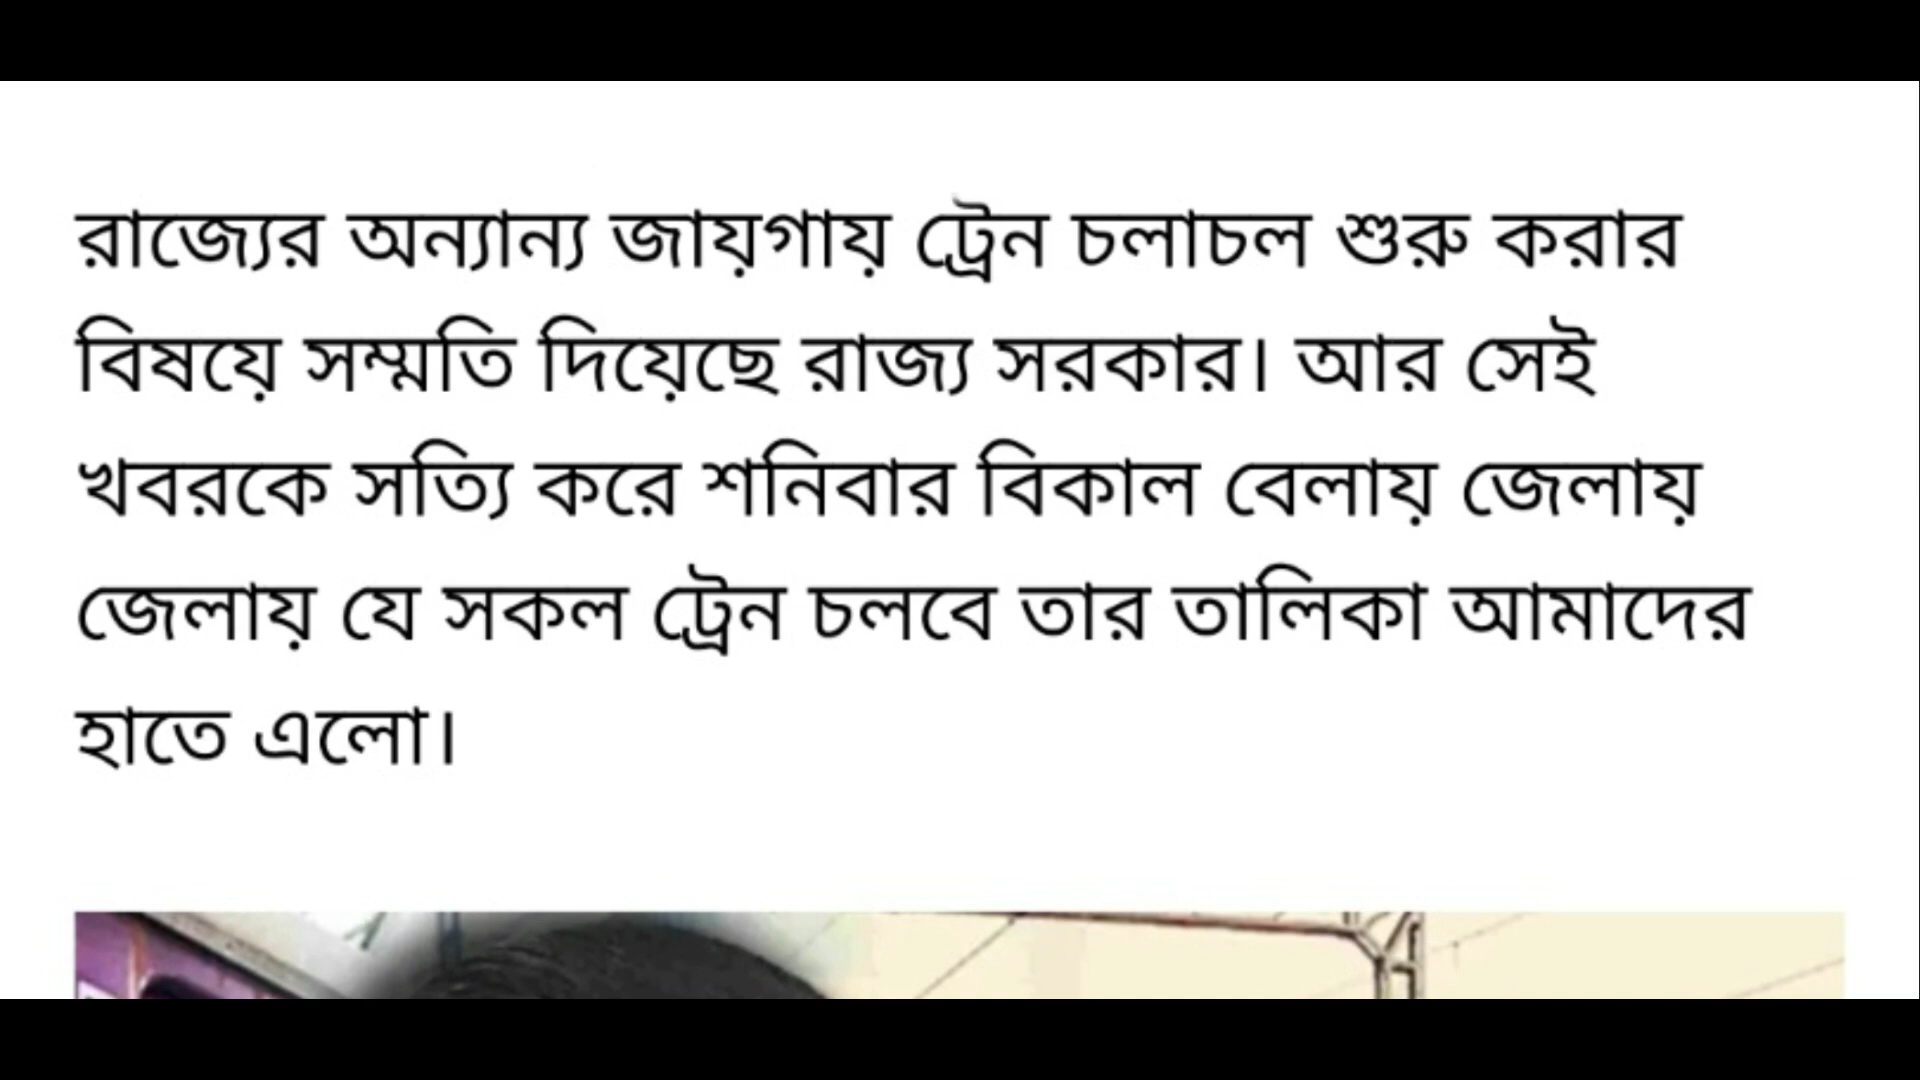 রাজ্যের অন্যান্য জায়গায় ট্রেন চলাচল শুরু করার
বিষয়ে সম্মতি দিয়েছে রাজ্য সরকার। আর সেই
খবরকে সত্যি করে শনিবার বিকাল বেলায় জেলায়
জেলায় যে সকল ট্রেন চলবে তার তালিকা আমাদের
হাতে এলো।